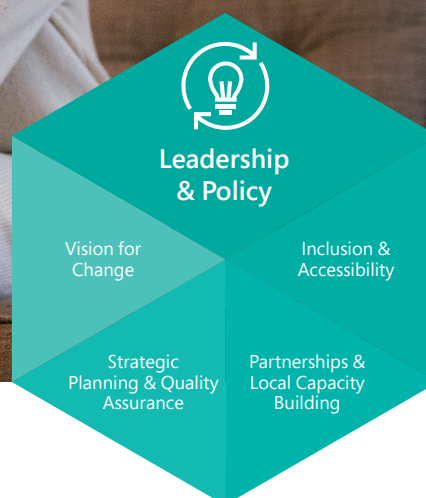 Leadership
& Policy
Vision for
Change
Inclusion &
Accessibility
Strategic
Planning & Quality
Assurance
Partnerships &
Local Capacity
Building